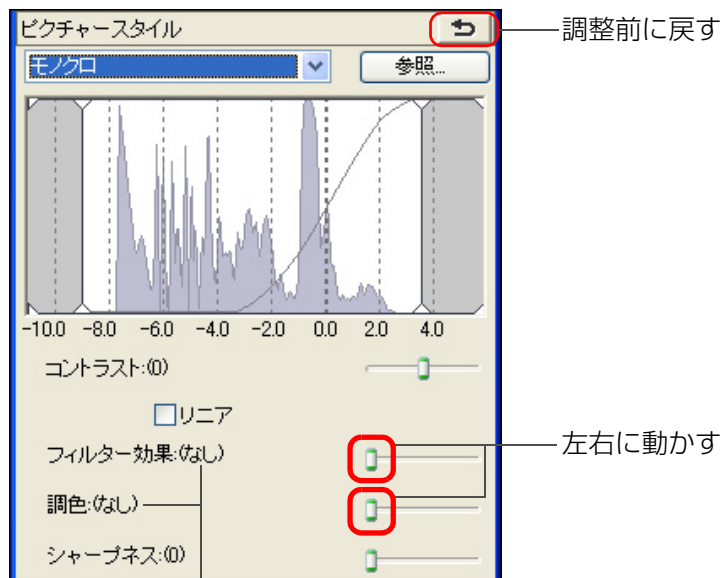 ピクチャースタイル
調整前に戻す
モノクロ
参照...
-10.0 -8.0 -6.0 -4.0 -2.0 0.0 2.0 4.0
コントラスト:(0)
リニア
フィルター効果:(なし)
左右に動かす
調色:(なし)
シャープネス:(0)